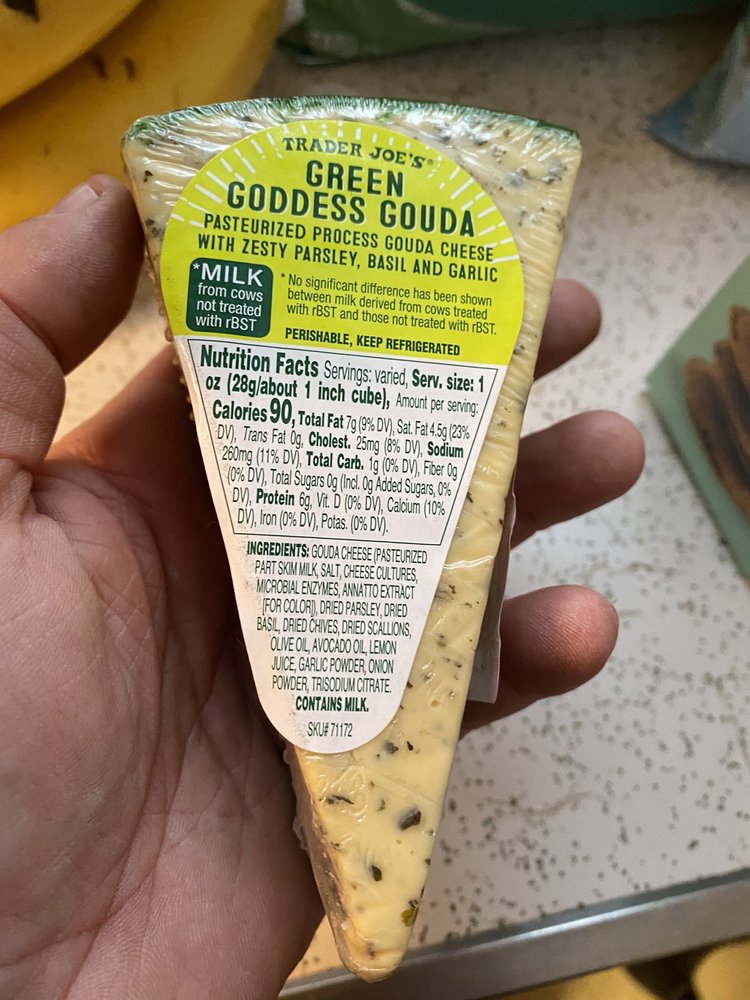 TRADER JOE'S®
GREEN
GODDESS GOUDA
PASTEURIZED PROCESS GOUDA CHEESE
WITH ZESTY PARSLEY, BASIL AND GARLIC
*MILK
from cows
not treated
with rBST
* No significant difference has been shown
between milk derived from cows treated
with rBST and those not treated with rBST.
PERISHABLE, KEEP REFRIGERATED
Nutrition Facts Servings: varied, Serv. size: 1
oz (28g/about 1 inch cube), Amount per serving:
Calories 90, Total Fat 7g (9% DV), Sat. Fat 4.5g (23%
DV), Trans Fat 0g, Cholest. 25mg (8% DV), Sodium
260mg (11% DV), Total Carb. 1g (0% DV), Fiber 0g
(0% DV), Total Sugars 0g (Incl. 0g Added Sugars, 0%
DV), Protein 6g, Vit. D (0% DV), Calcium (10%
DV), Iron (0% DV), Potas. (0% DV).
INGREDIENTS: GOUDA CHEESE (PASTEURIZED
PART SKIM MILK, SALT, CHEESE CULTURES,
MICROBIAL ENZYMES, ANNATTO EXTRACT
[FOR COLOR]), DRIED PARSLEY, DRIED
BASIL, DRIED CHIVES, DRIED SCALLIONS,
OLIVE OIL, AVOCADO OIL, LEMON
JUICE, GARLIC POWDER, ONION
POWDER, TRISODIUM CITRATE.
CONTAINS MILK.
SKU# 71172